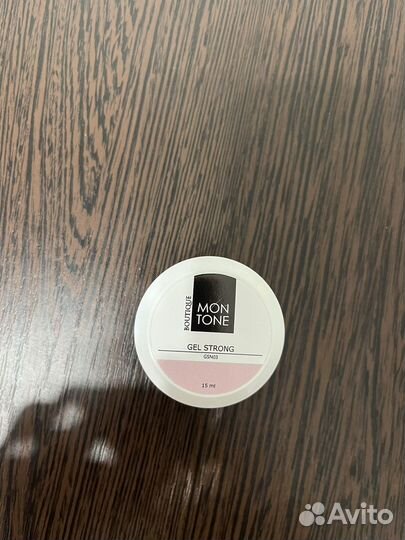 BOUTIQUE
MON
TONE
GEL STRONG
GSN03
15 ml
Avito